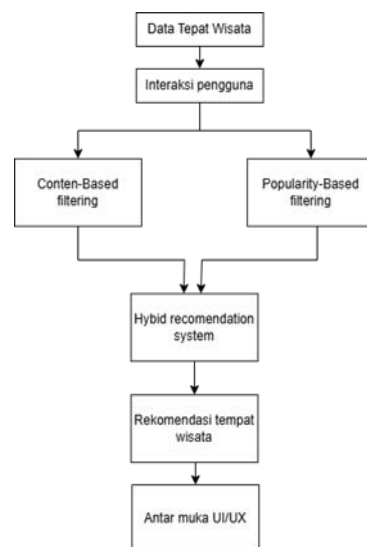 Data Tepat Wisata
Interaksi pengguna
Conten-Based
filtering
Popularity-Based
filtering
Hybid recomendation
system
Rekomendasi tempat
wisata
Antar muka UI/UX